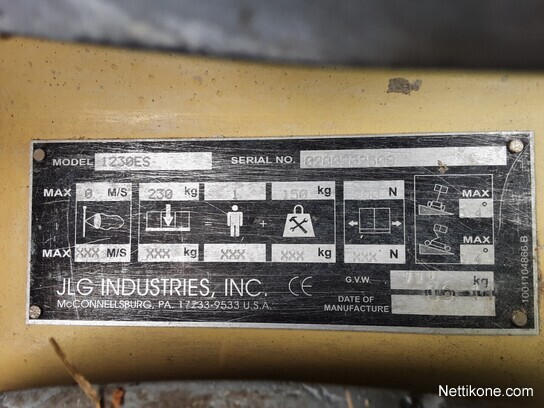 MODEL 1230ES SERIAL NO.
MAX 0 M/S 230 kg 1 150 kg N
+ MAX
MAX XXX M/S XXX kg XXX XXX kg XXX N MAX
JLG INDUSTRIES, INC. CE G.V.W. kg
McCONNELLSBURG, PA. 17233-9533 U.S.A. DATE OF MANUFACTURE
1001104866.B
Nettikone.com